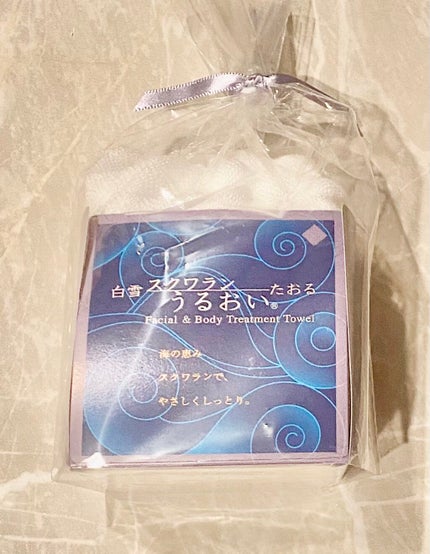 白雪 スクワラン たおる
うるおい®
Facial & Body Treatment Towel
海の恵み
スクワランで、
やさしくしっとり。